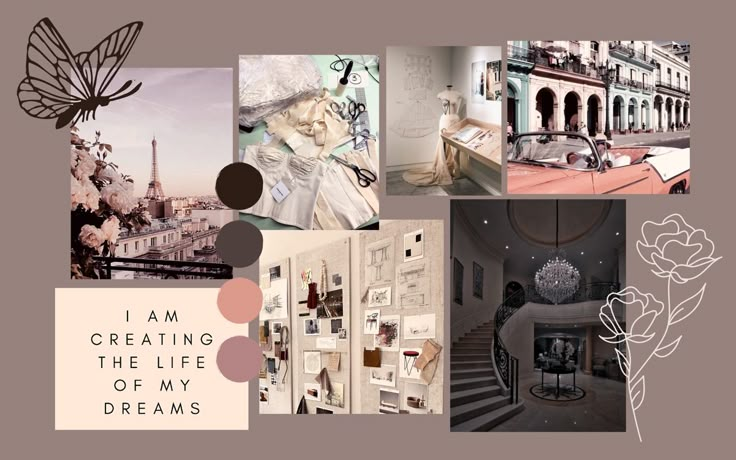 I AM
CREATING
THE LIFE
OF MY
DREAMS